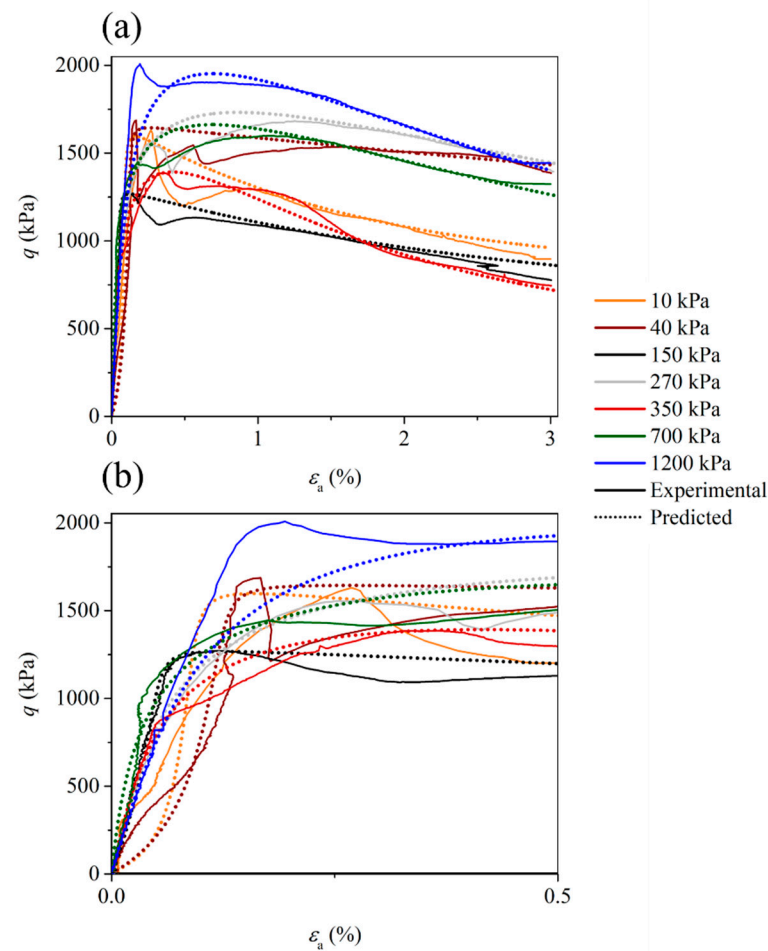 (a)
2000
1500
1000
500
0
q (kPa)
0 1 2 3
εa (%)
10 kPa
40 kPa
150 kPa
270 kPa
350 kPa
700 kPa
1200 kPa
Experimental
Predicted
(b)
2000
1500
1000
500
0
q (kPa)
0.0 0.5
εa (%)